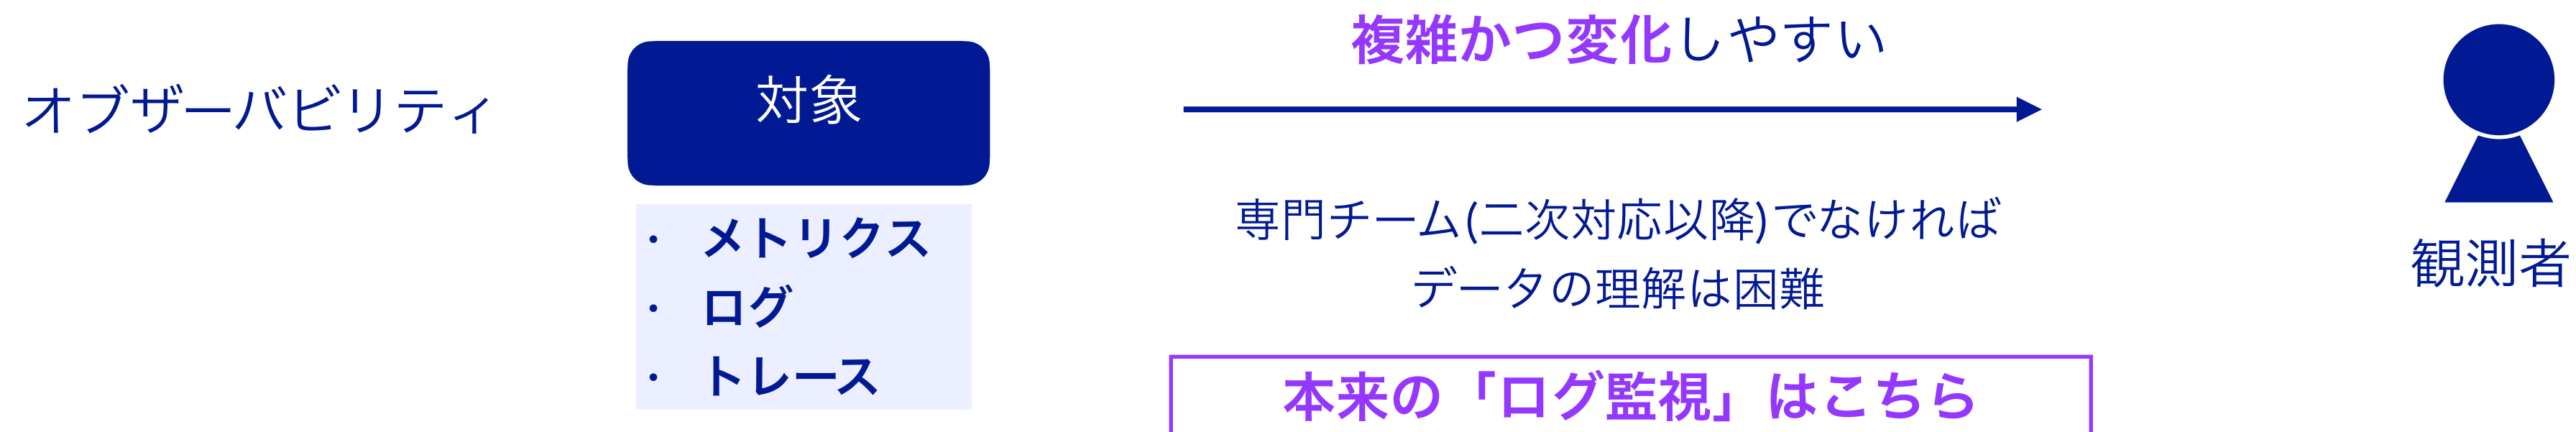 オブザーバビリティ
対象
・ メトリクス
・ ログ
・ トレース
複雑かつ変化しやすい
専門チーム(二次対応以降)でなければ
データの理解は困難
本来の「ログ監視」はこちら
観測者